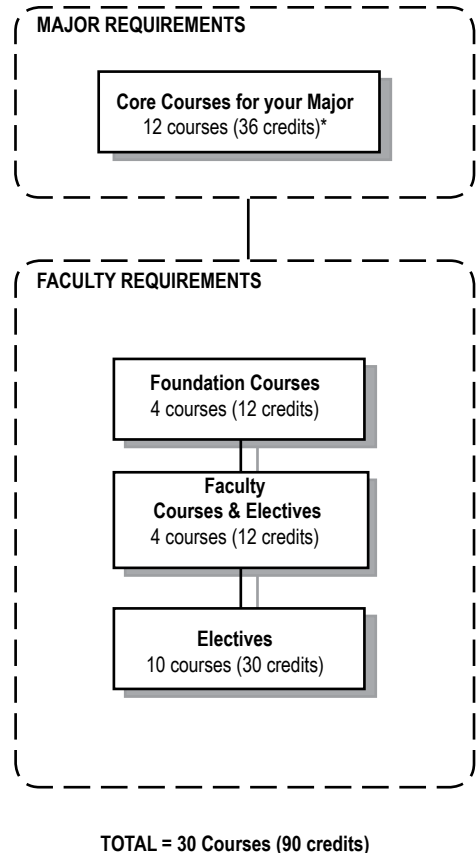 MAJOR REQUIREMENTS
Core Courses for your Major
12 courses (36 credits)*
FACULTY REQUIREMENTS
Foundation Courses
4 courses (12 credits)
Faculty
Courses & Electives
4 courses (12 credits)
Electives
10 courses (30 credits)
TOTAL = 30 Courses (90 credits)